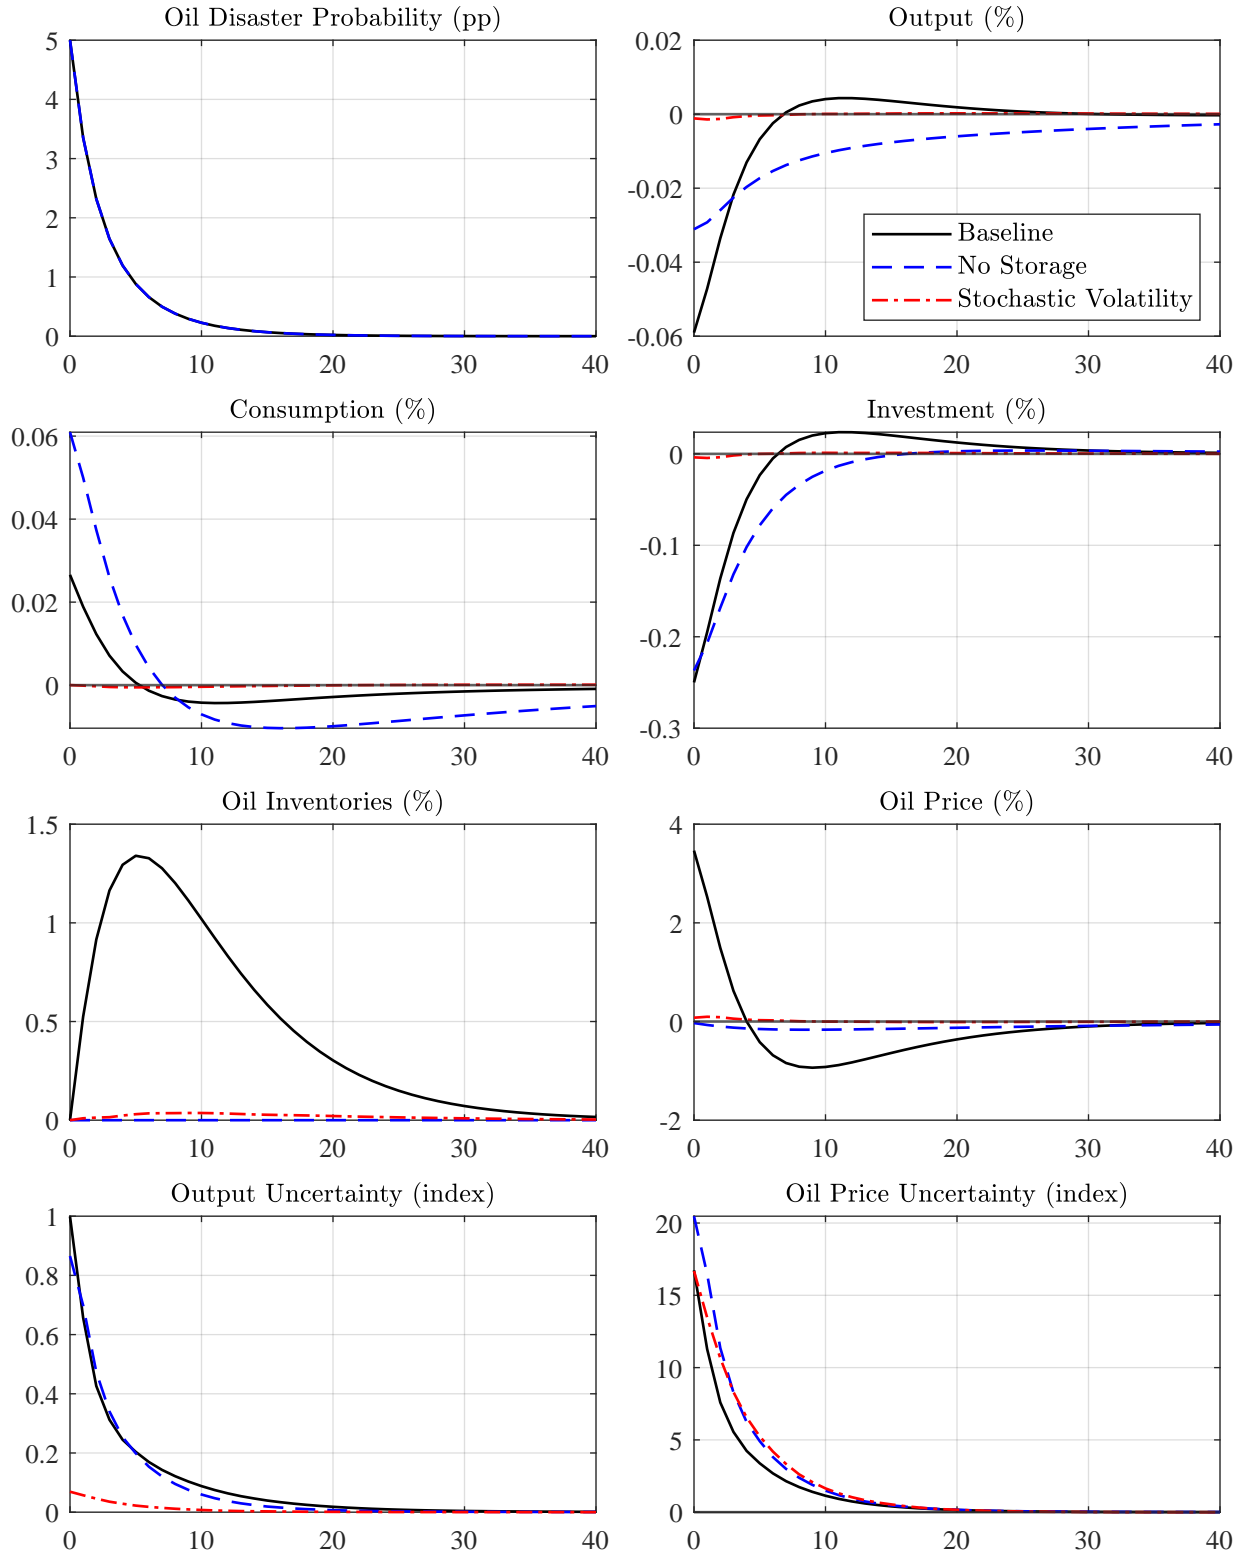 Oil Disaster Probability (pp)
5
4
3
2
1
0
0 10 20 30 40
Output (%)
0.02
0
-0.02
-0.04
-0.06
0 10 20 30 40
Baseline
No Storage
Stochastic Volatility
Consumption (%)
0.06
0.04
0.02
0
0 10 20 30 40
Investment (%)
0
-0.1
-0.2
-0.3
0 10 20 30 40
Oil Inventories (%)
1.5
1
0.5
0
0 10 20 30 40
Oil Price (%)
4
2
0
-2
0 10 20 30 40
Output Uncertainty (index)
1
0.8
0.6
0.4
0.2
0
0 10 20 30 40
Oil Price Uncertainty (index)
20
15
10
5
0
0 10 20 30 40